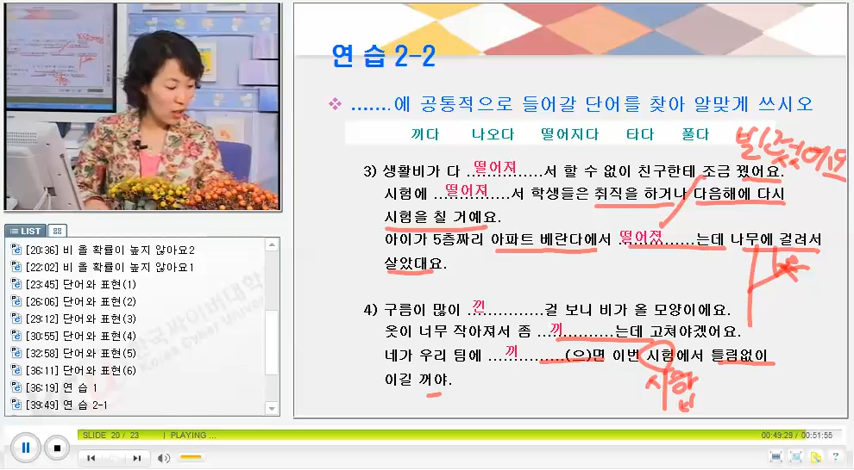 연 습 2-2
.......에 공통적으로 들어갈 단어를 찾아 알맞게 쓰시오
끼다 나오다 떨어지다 타다 풀다
빌렸어요
3) 생활비가 다 떨어져서 할 수 없이 친구한테 조금 꿨어요.
시험에 떨어져서 학생들은 취직을 하거나 다음해에 다시
시험을 칠 거예요.
아이가 5층짜리 아파트 베란다에서 떨어졌는데 나무에 걸려서
살았대요.
4) 구름이 많이 낀 걸 보니 비가 올 모양이에요.
옷이 너무 작아져서 좀 끼는데 고쳐야겠어요.
네가 우리 팀에 끼(으)면 이번 시험에서 틀림없이
시합
이길 꺼야.
LIST
[20:36] 비 올 확률이 높지 않아요2
[22:02] 비 올 확률이 높지 않아요1
[23:45] 단어와 표현(1)
[26:06] 단어와 표현(2)
[29:12] 단어와 표현(3)
[30:55] 단어와 표현(4)
[32:58] 단어와 표현(5)
[36:11] 단어와 표현(6)
[36:19] 연 습 1
[39:49] 연 습 2-1
SLIDE 20 / 23 | PLAYING ...
00:49:29 / 00:51:55